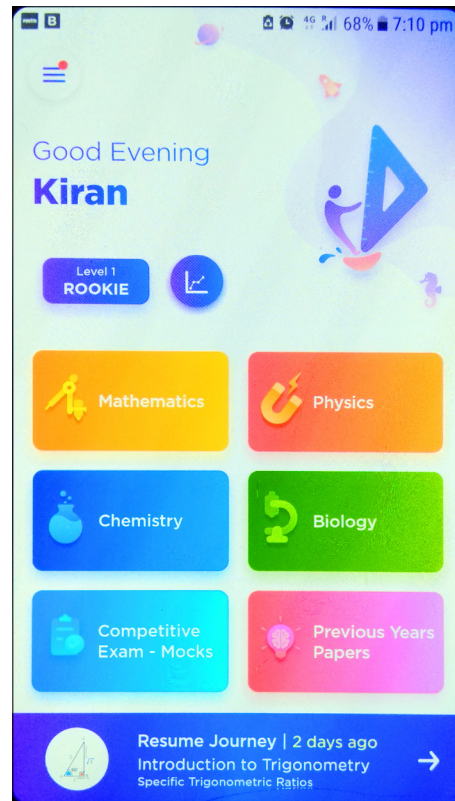 B 4G R 68% 7:10 pm
Good Evening
Kiran
Level 1
ROOKIE
Mathematics
Physics
Chemistry
Biology
Competitive
Exam - Mocks
Previous Years
Papers
Resume Journey | 2 days ago
Introduction to Trigonometry
Specific Trigonometric Ratios